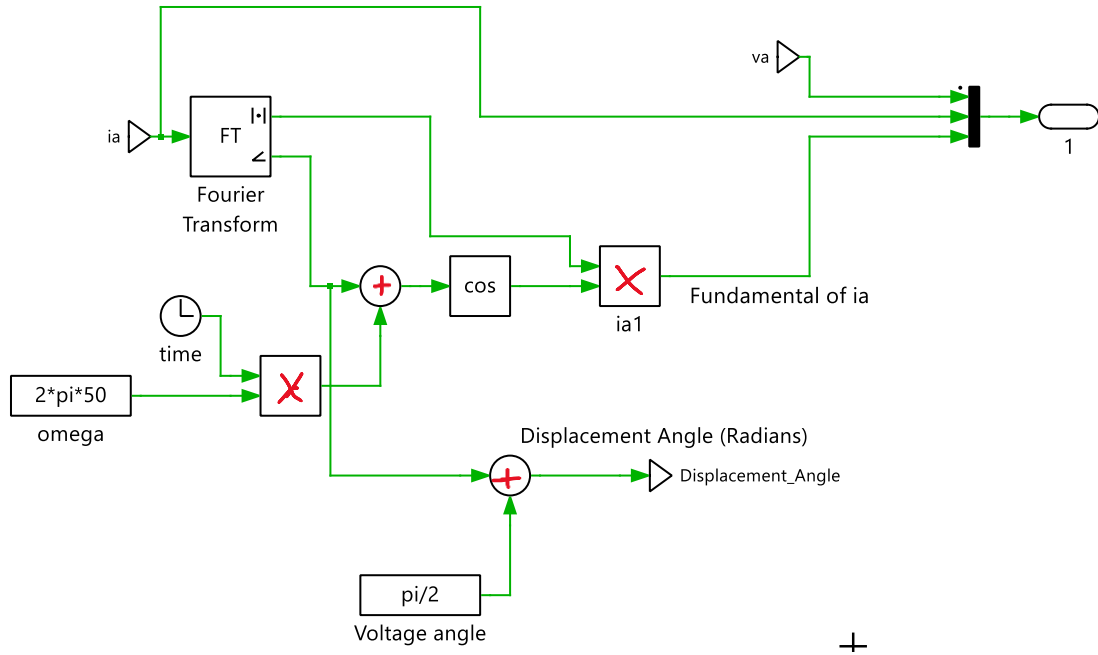 va
ia
FT
|·|
∠
1
Fourier
Transform
+
cos
×
Fundamental of ia
ia1
time
2*pi*50
×
omega
Displacement Angle (Radians)
+
Displacement_Angle
pi/2
Voltage angle